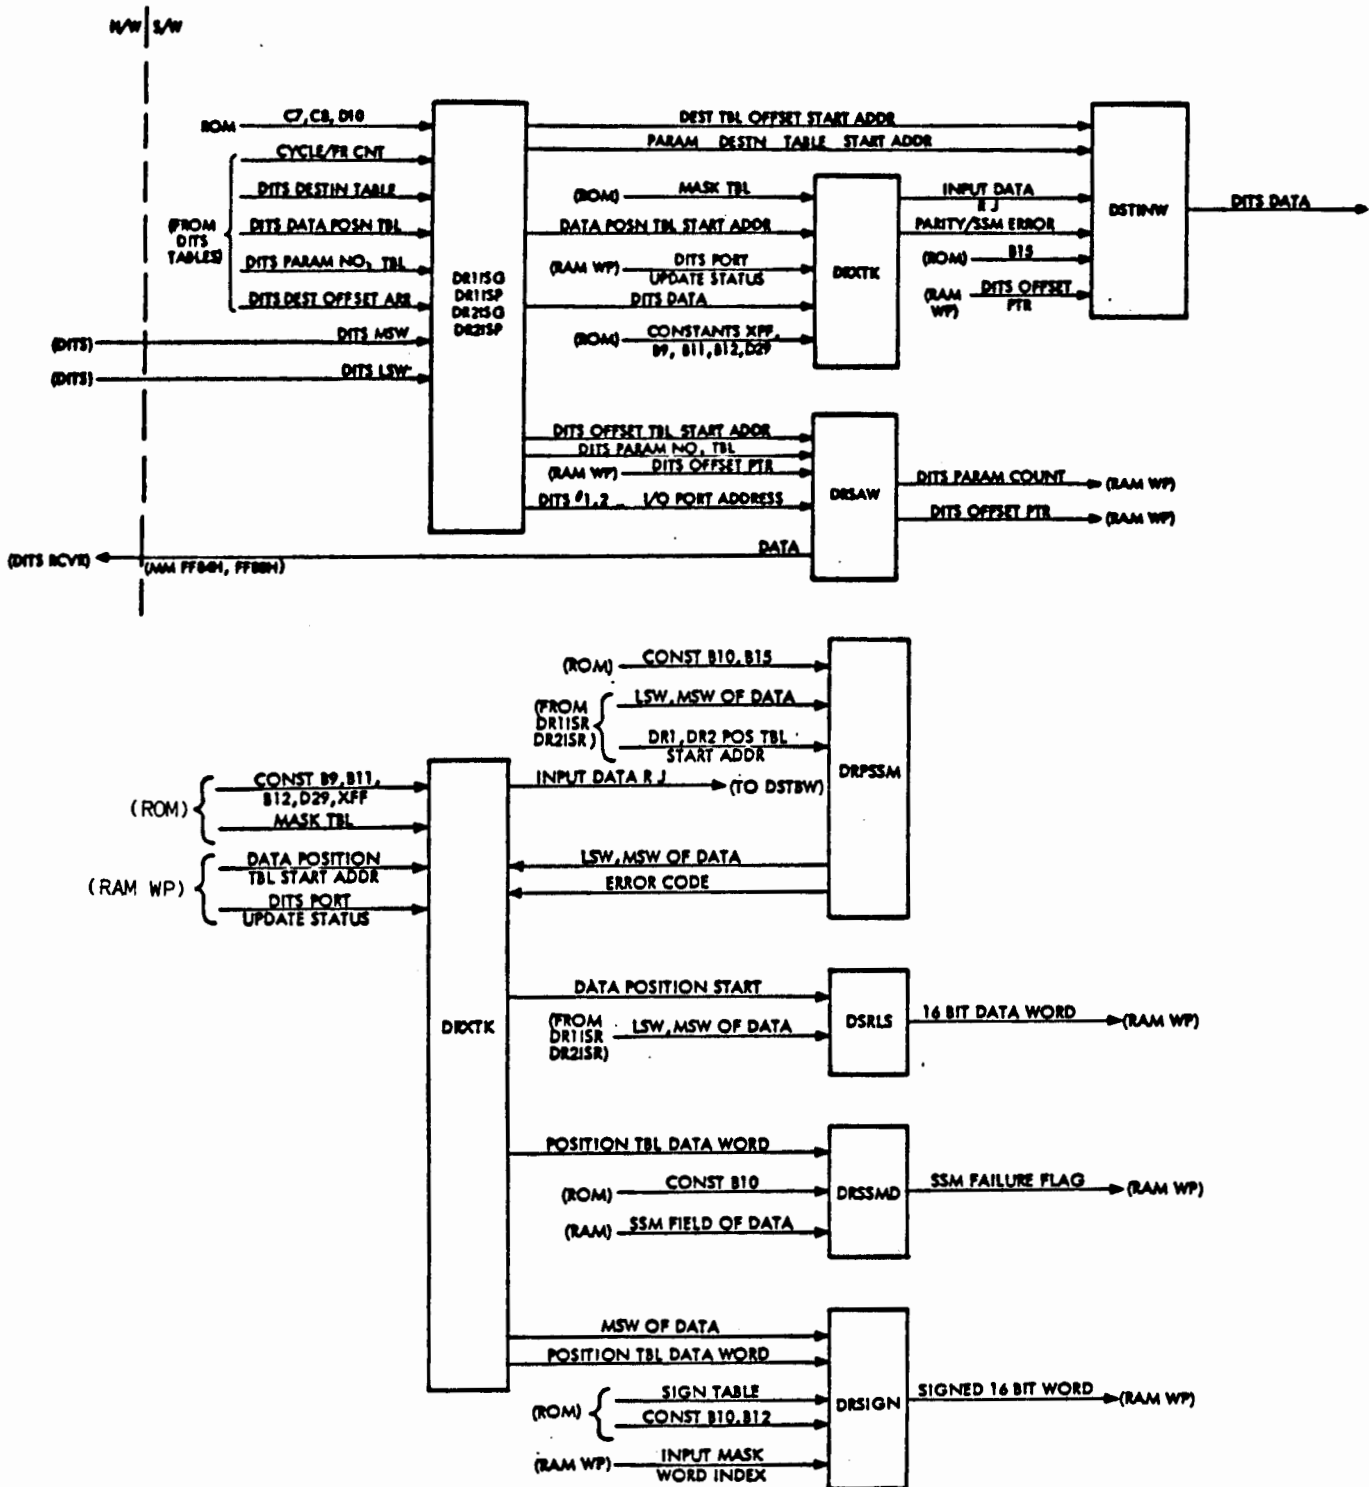 H/W S/W
ROM C7, C8, D10
CYCLE/FR CNT
DITS DESTIN TABLE
(FROM DITS TABLES)
DITS DATA POSN TBL
DITS PARAM NO, TBL
DITS DEST OFFSET ARR
(DITS) DITS MSW
(DITS) DITS LSW
DR1ISG
DR1ISP
DR2ISG
DR2ISP
DEST TBL OFFSET START ADDR
PARAM DESTN TABLE START ADDR
(ROM) MASK TBL
DATA POSN TBL START ADDR
(RAM WP) DITS PORT
UPDATE STATUS
DITS DATA
(ROM) CONSTANTS XFF,
B9, B11, B12, D29
DRXTK
INPUT DATA
R J
PARITY/SSM ERROR
(ROM) B15
(RAM WP) DITS OFFSET
PTR
DSTINW
DITS DATA
DITS OFFSET TBL START ADDR
DITS PARAM NO, TBL
(RAM WP) DITS OFFSET PTR
DITS #1,2 _ I/O PORT ADDRESS
DRSAW
DITS PARAM COUNT (RAM WP)
DITS OFFSET PTR (RAM WP)
DATA
(DITS RCVR)
(ROM) CONST B10, B15
(FROM
DR1ISR
DR2ISR)
LSW, MSW OF DATA
DR1, DR2 POS TBL
START ADDR
DRPSSM
(ROM)
CONST B9, B11,
B12, D29, XFF
MASK TBL
(RAM WP)
DATA POSITION
TBL START ADDR
DITS PORT
UPDATE STATUS
DRXTK
INPUT DATA R J (TO DSTBW)
LSW, MSW OF DATA
ERROR CODE
DATA POSITION START
(FROM
DR1ISR
DR2ISR)
LSW, MSW OF DATA
DSRLS
16 BIT DATA WORD (RAM WP)
POSITION TBL DATA WORD
(ROM) CONST B10
(RAM) SSM FIELD OF DATA
DRSSMD
SSM FAILURE FLAG (RAM WP)
MSW OF DATA
POSITION TBL DATA WORD
(ROM)
SIGN TABLE
CONST B10, B12
(RAM WP) INPUT MASK
WORD INDEX
DRSIGN
SIGNED 16 BIT WORD (RAM WP)